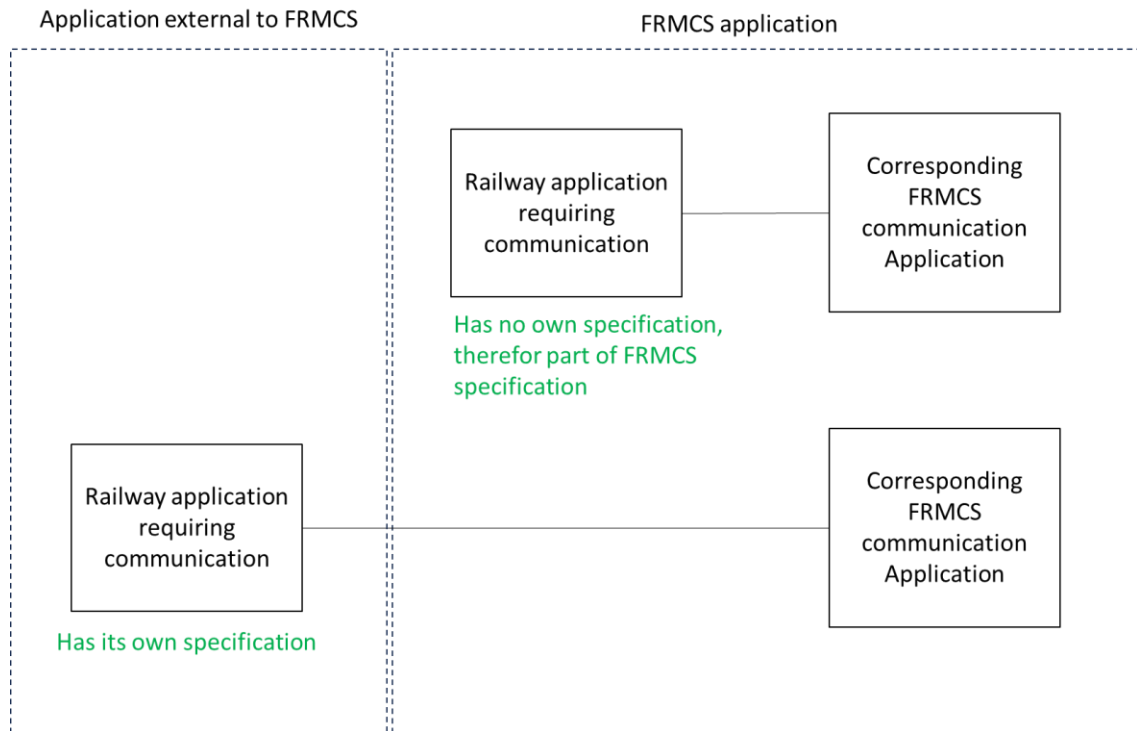 Application external to FRMCS
FRMCS application
Railway application
requiring
communication
Corresponding
FRMCS
communication
Application
Has no own specification,
therefor part of FRMCS
specification
Railway application
requiring
communication
Corresponding
FRMCS
communication
Application
Has its own specification